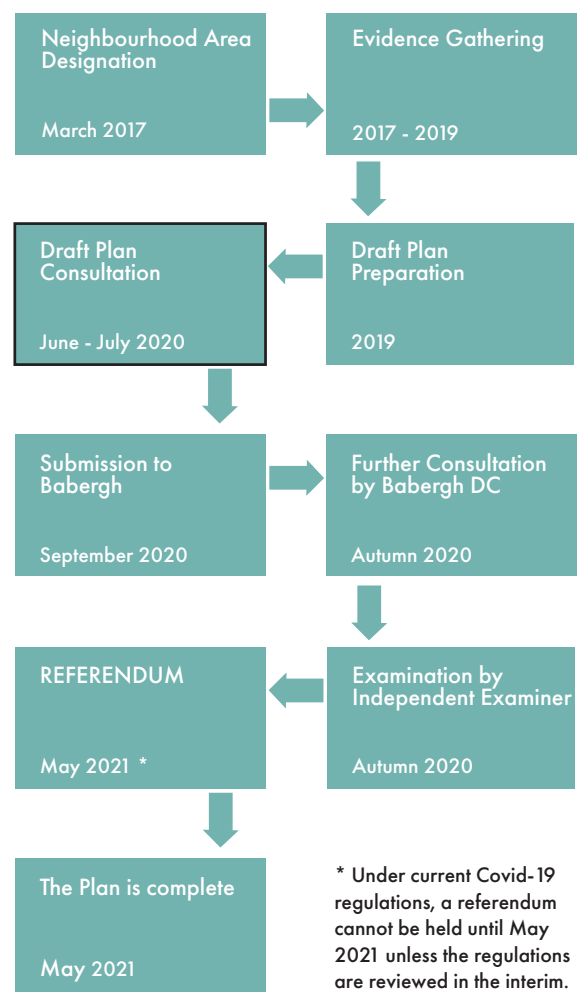 Neighbourhood Area
Designation
March 2017
Evidence Gathering
2017 - 2019
Draft Plan
Preparation
2019
Draft Plan
Consultation
June - July 2020
Submission to
Babergh
September 2020
Further Consultation
by Babergh DC
Autumn 2020
Examination by
Independent Examiner
Autumn 2020
REFERENDUM
May 2021 *
The Plan is complete
May 2021
* Under current Covid-19
regulations, a referendum
cannot be held until May
2021 unless the regulations
are reviewed in the interim.